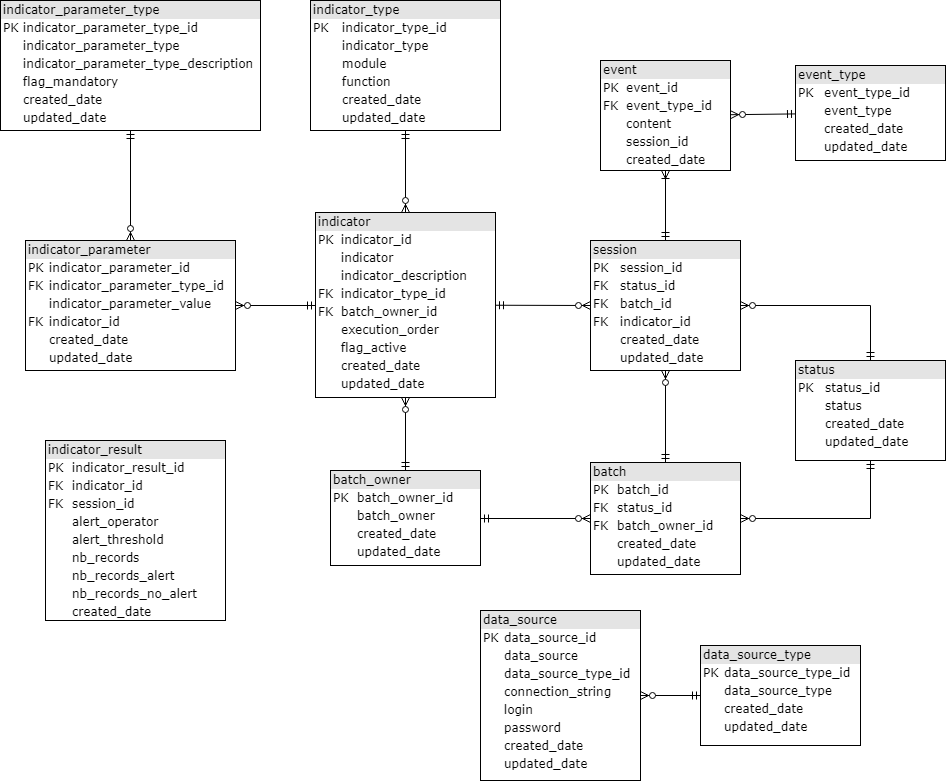 indicator_parameter_type
PK indicator_parameter_type_id
indicator_parameter_type
indicator_parameter_type_description
flag_mandatory
created_date
updated_date
indicator_type
PK indicator_type_id
indicator_type
module
function
created_date
updated_date
event
PK event_id
FK event_type_id
content
session_id
created_date
event_type
PK event_type_id
event_type
created_date
updated_date
indicator_parameter
PK indicator_parameter_id
FK indicator_parameter_type_id
indicator_parameter_value
FK indicator_id
created_date
updated_date
indicator
PK indicator_id
indicator
indicator_description
FK indicator_type_id
FK batch_owner_id
execution_order
flag_active
created_date
updated_date
session
PK session_id
FK status_id
FK batch_id
FK indicator_id
created_date
updated_date
status
PK status_id
status
created_date
updated_date
indicator_result
PK indicator_result_id
FK indicator_id
FK session_id
alert_operator
alert_threshold
nb_records
nb_records_alert
nb_records_no_alert
created_date
batch_owner
PK batch_owner_id
batch_owner
created_date
updated_date
batch
PK batch_id
FK status_id
FK batch_owner_id
created_date
updated_date
data_source
PK data_source_id
data_source
data_source_type_id
connection_string
login
password
created_date
updated_date
data_source_type
PK data_source_type_id
data_source_type
created_date
updated_date